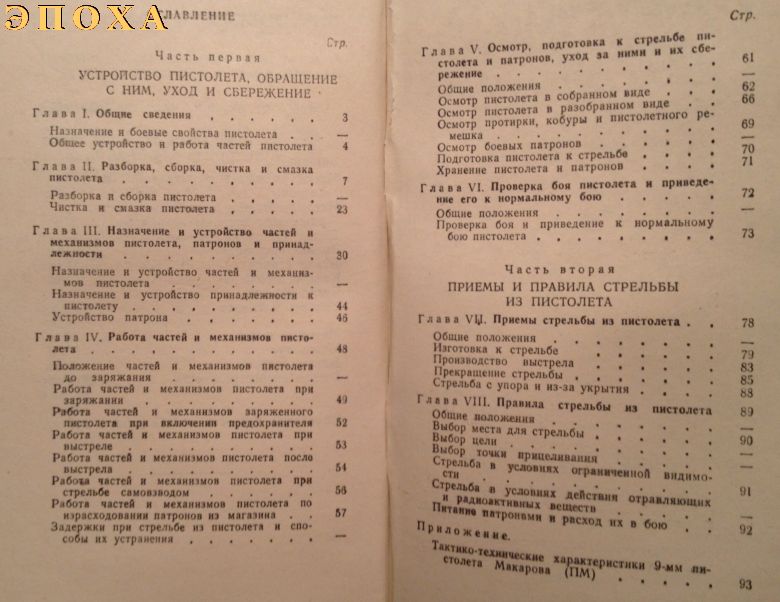 ЭПОХА
ГЛАВЛЕНИЕ
Стр.
Часть первая
УСТРОЙСТВО ПИСТОЛЕТА, ОБРАЩЕНИЕ
С НИМ, УХОД И СБЕРЕЖЕНИЕ
Глава I. Общие сведения . . . . . 3
Назначение и боевые свойства пистолета . . —
Общее устройство и работа частей пистолета 4
Глава II. Разборка, сборка, чистка и смазка
пистолета . . . . . . . . 7
Разборка и сборка пистолета . . . . —
Чистка и смазка пистолета . . . . 23
Глава III. Назначение и устройство частей и
механизмов пистолета, патронов и принад-
лежности . . . . . . . . 30
Назначение и устройство частей и механиз-
мов пистолета . . . . . . —
Назначение и устройство принадлежности к
пистолету . . . . . . . . 44
Устройство патрона . . . . . . 46
Глава IV. Работа частей и механизмов писто-
лета . . . . . . . . . 48
Положение частей и механизмов пистолета
до заряжания . . . . . . —
Работа частей и механизмов пистолета при
заряжании . . . . . . . 49
Работа частей и механизмов заряженного
пистолета при включении предохранителя 52
Работа частей и механизмов пистолета при
выстреле . . . . . . . . 53
Работа частей и механизмов пистолета после
выстрела . . . . . . . . 54
Работа частей и механизмов пистолета при
стрельбе самовзводом . . . . . 56
Работа частей и механизмов пистолета по
израсходовании патронов из магазина . . 57
Задержки при стрельбе из пистолета и спо-
собы их устранения . . . . . —
Стр.
Глава V. Осмотр, подготовка к стрельбе пи-
столета и патронов, уход за ними и их сбе-
режение . . . . . . . . 61
Общие положения . . . . . . —
Осмотр пистолета в собранном виде . . . 62
Осмотр пистолета в разобранном виде . . 66
Осмотр протирки, кобуры и пистолетного ре-
мешка . . . . . . . . 69
Осмотр боевых патронов . . . . . —
Подготовка пистолета к стрельбе . . . . 70
Хранение пистолета и патронов . . . . 71
Глава VI. Проверка боя пистолета и приведе-
ние его к нормальному бою . . . . 72
Общие положения . . . . . . —
Проверка боя и приведение к нормальному
бою пистолета . . . . . . . 73
Часть вторая
ПРИЕМЫ И ПРАВИЛА СТРЕЛЬБЫ
ИЗ ПИСТОЛЕТА
Глава VII. Приемы стрельбы из пистолета . . 78
Общие положения . . . . . . —
Изготовка к стрельбе . . . . . 79
Производство выстрела . . . . . 83
Прекращение стрельбы . . . . . 85
Стрельба с упора и из-за укрытия . . . 88
Глава VIII. Правила стрельбы из пистолета 89
Общие положения . . . . . . —
Выбор места для стрельбы . . . . . 90
Выбор цели . . . . . . . —
Выбор точки прицеливания . . . . . —
Стрельба в условиях ограниченной видимо-
сти . . . . . . . . . 91
Стрельба в условиях действия отравляющих
и радиоактивных веществ . . . . . —
Питание патронами и расход их в бою . . 92
Приложение.
Тактико-технические характеристики 9-мм пи-
столета Макарова (ПМ) . . . . . 93